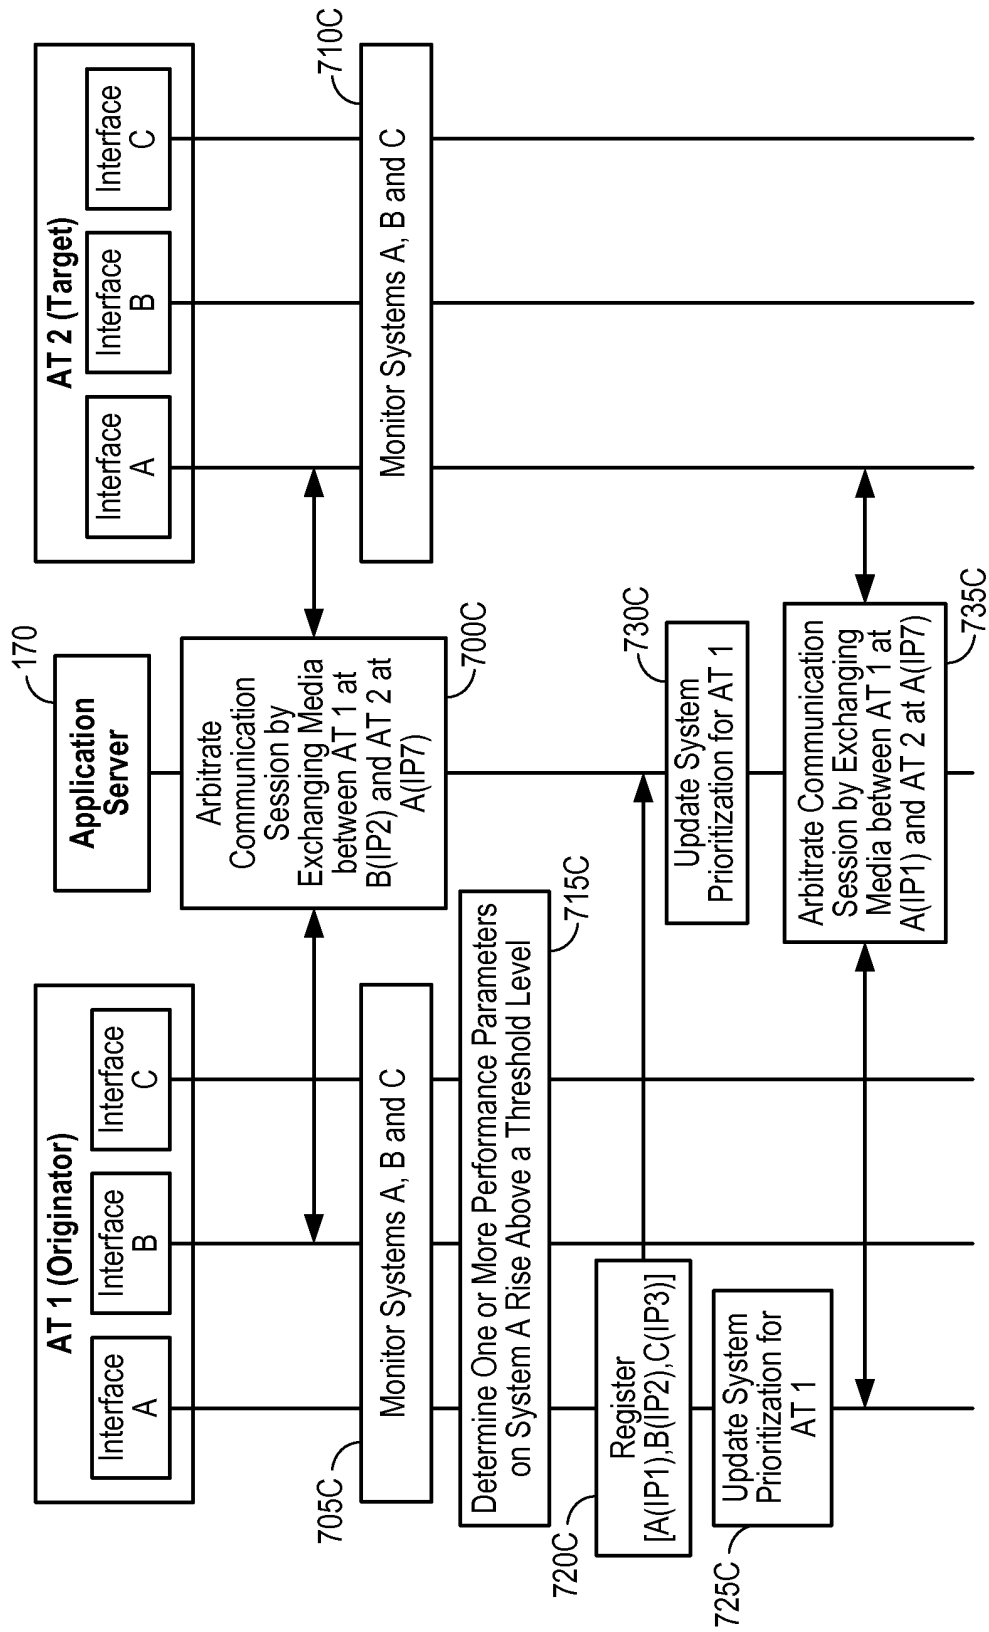 AT 1 (Originator)
Interface
A
Interface
B
Interface
C
170
Application
Server
AT 2 (Target)
Interface
A
Interface
B
Interface
C
Arbitrate
Communication
Session by
Exchanging Media
between AT 1 at
B(IP2) and AT 2 at
A(IP7)
700C
705C
Monitor Systems A, B and C
Monitor Systems A, B and C
710C
Determine One or More Performance Parameters
on System A Rise Above a Threshold Level
715C
720C
Register
[A(IP1),B(IP2),C(IP3)]
725C
Update System
Prioritization for
AT 1
730C
Update System
Prioritization for AT 1
Arbitrate Communication
Session by Exchanging
Media between AT 1 at
A(IP1) and AT 2 at A(IP7)
735C